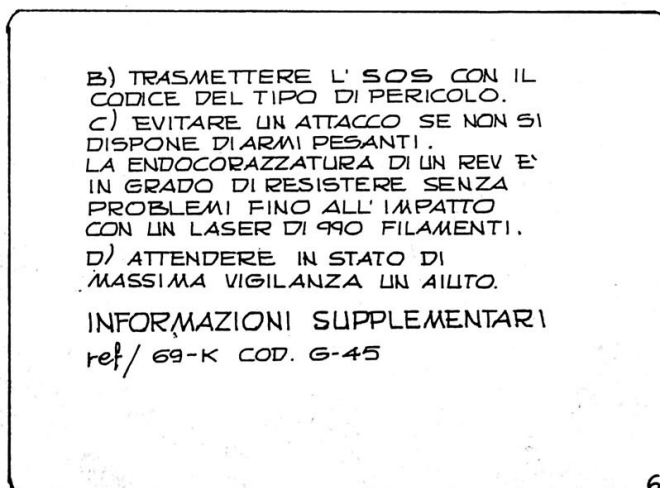 B) TRASMETTERE L' SOS CON IL
CODICE DEL TIPO DI PERICOLO.
C) EVITARE UN ATTACCO SE NON SI
DISPONE DI ARMI PESANTI.
LA ENDOCORAZZATURA DI UN REV E`
IN GRADO DI RESISTERE SENZA
PROBLEMI FINO ALL' IMPATTO
CON UN LASER DI 990 FILAMENTI.
D) ATTENDERE IN STATO DI
MASSIMA VIGILANZA UN AIUTO.
INFORMAZIONI SUPPLEMENTARI
ref/ 69-K COD. G-45
6